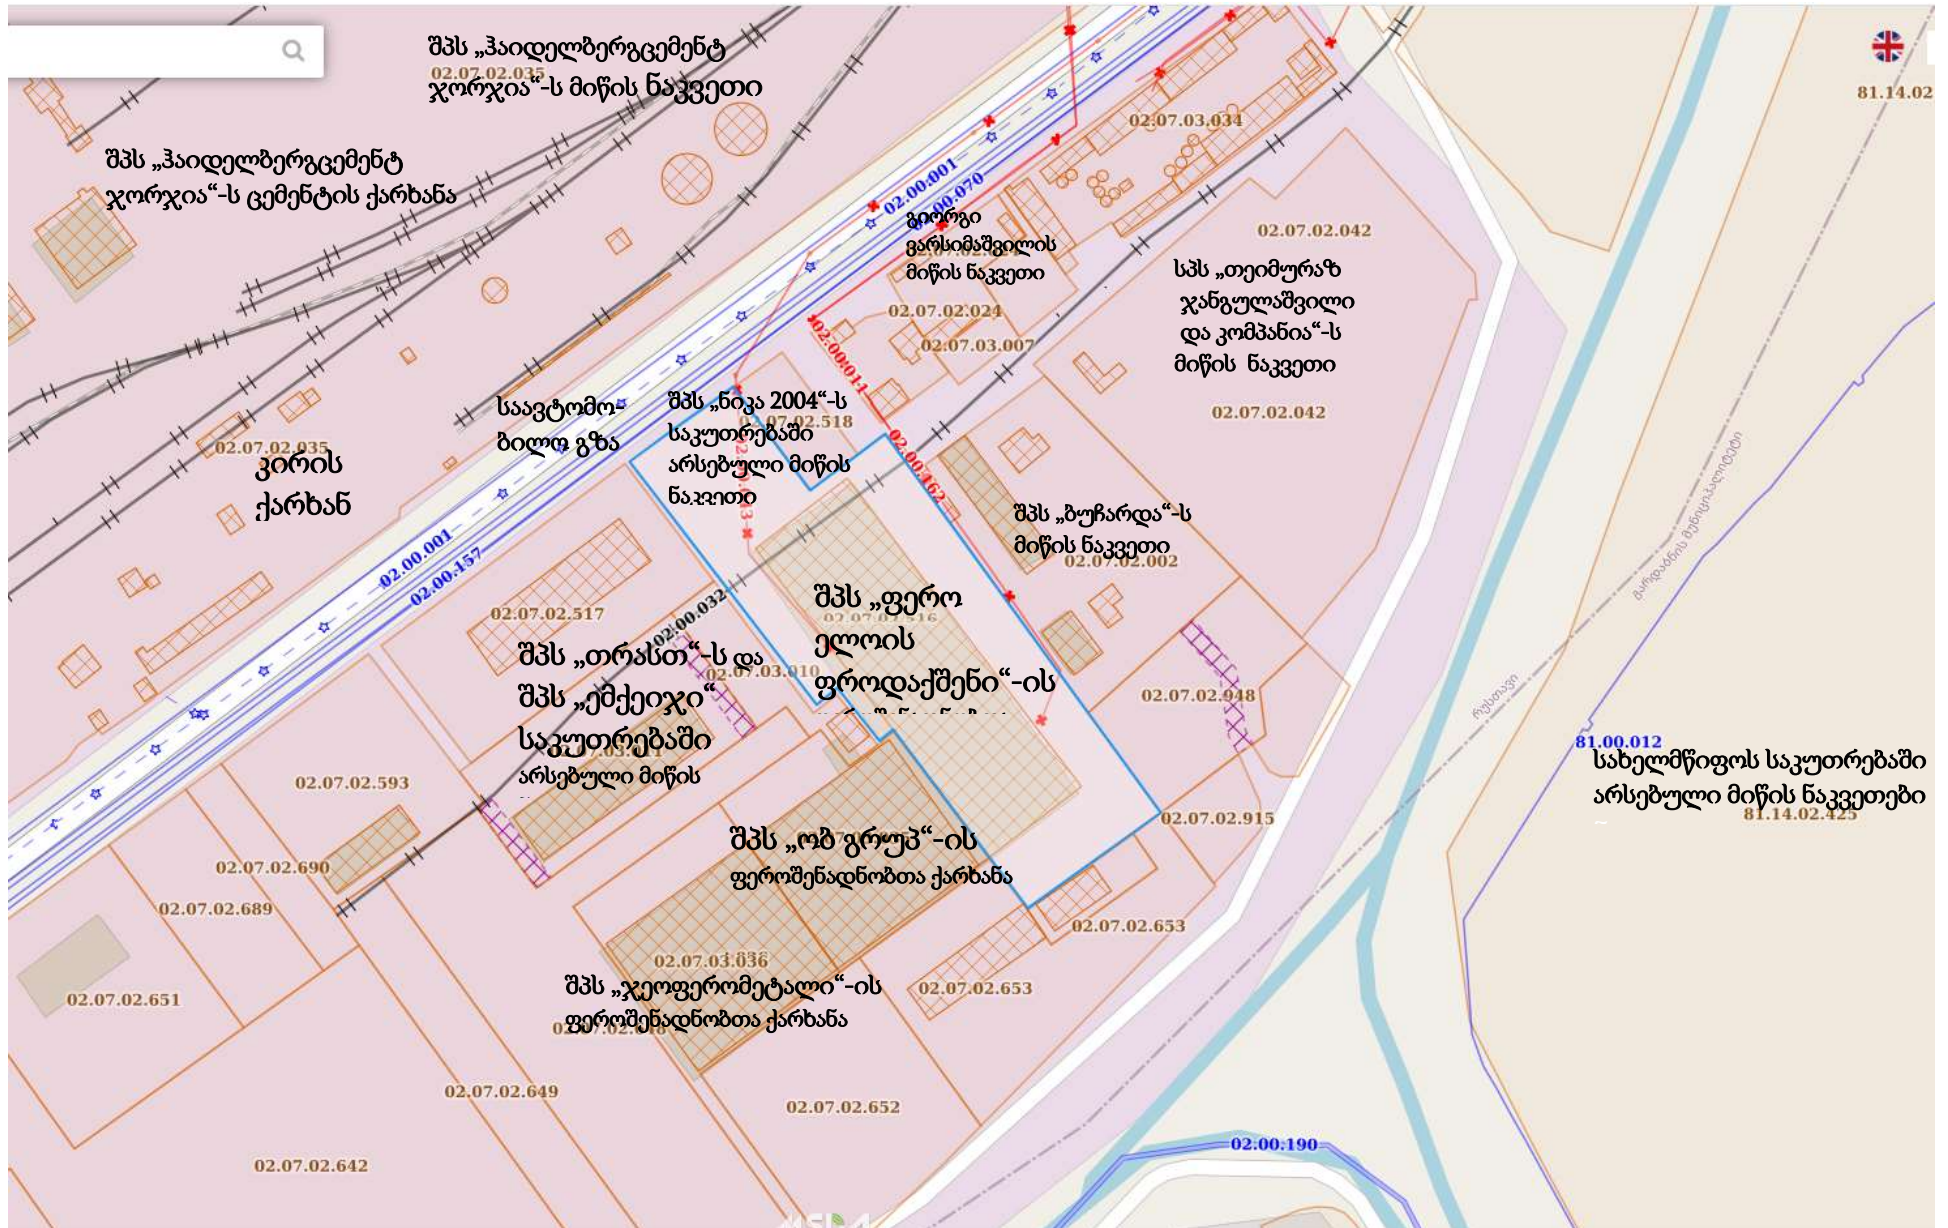 შპს „ჰაიდელბერგცემენტ
02.07.02.035
ჯორჯია“-ს მიწის ნაკვეთი
81.14.02
02.07.03.034
შპს „ჰაიდელბერგცემენტ
ჯორჯია“-ს ცემენტის ქარხანა
02.00.001
02.00.070
გიორგი
ვარსიმაშვილის
მიწის ნაკვეთი
02.07.02.042
სპს „თეიმურაზ
ჯანგულაშვილი
და კომპანია“-ს
მიწის ნაკვეთი
02.07.02.024
02.07.03.007
02.00.011
02.07.02.042
საავტომო-
ბილო გზა
შპს „ნიკა 2004“-ს
07.02.518
საკუთრებაში
არსებული მიწის
ნაკვეთი
02.00.162
02.07.02.035
კირის
ქარხან
შპს „ბუჩარდა“-ს
მიწის ნაკვეთი
02.07.02.002
გარდაბნის მუნიციპალიტეტი
02.00.001
02.00.157
02.00.032
02.07.02.517
შპს „ფერო
02.07.02.516
ელოის
ფროდაქშენი“-ის
შპს „თრასთ“-ს და
02.07.03.010
შპს „ემქეიჯი“
საკუთრებაში
არსებული მიწის
02.07.02.948
რუსთავი
81.00.012
სახელმწიფოს საკუთრებაში
არსებული მიწის ნაკვეთები
81.14.02.425
02.07.02.593
02.07.02.915
შპს „ობ გრუპ“-ის
ფეროშენადნობთა ქარხანა
02.07.02.690
02.07.02.689
02.07.02.653
02.07.03.036
შპს „ჯეოფერომეტალი“-ის
ფეროშენადნობთა ქარხანა
02.07.02.653
02.07.02.651
02.07.02.649
02.07.02.652
02.00.190
02.07.02.642